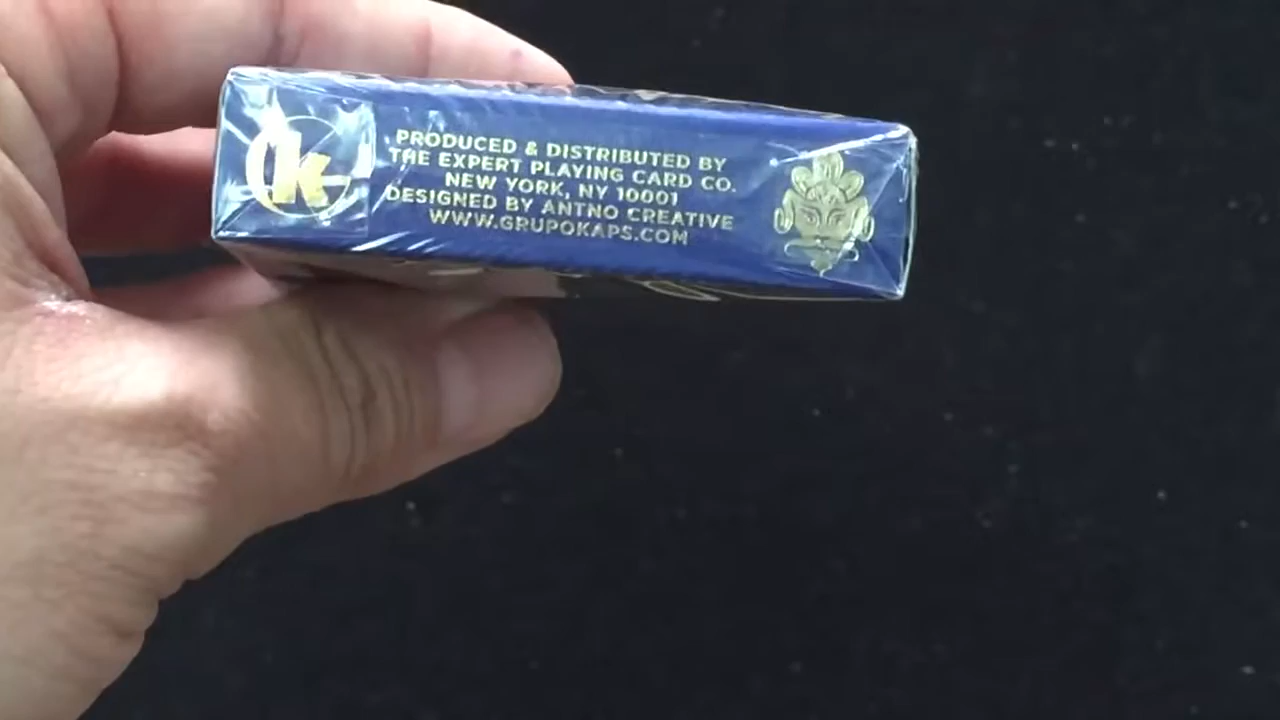 k
PRODUCED & DISTRIBUTED BY
THE EXPERT PLAYING CARD CO.
NEW YORK, NY 10001
DESIGNED BY ANTNO CREATIVE
WWW.GRUPOKAPS.COM